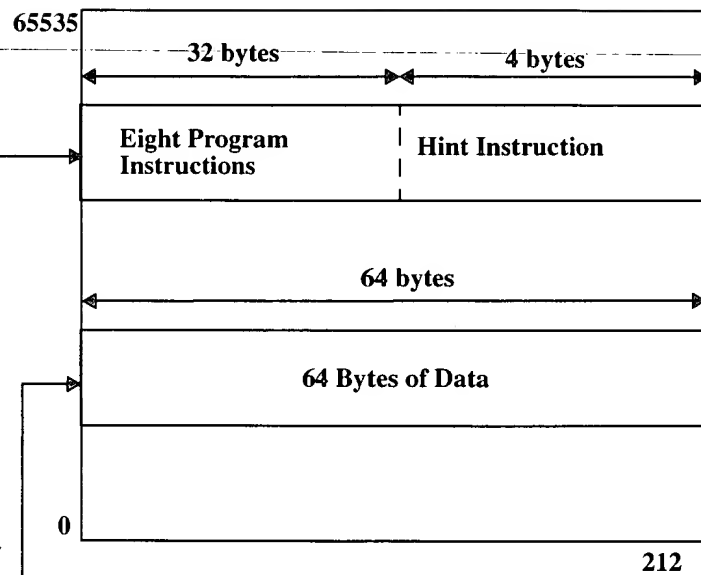 65535
32 bytes
4 bytes
Eight Program
Instructions
Hint Instruction
64 bytes
64 Bytes of Data
0
212